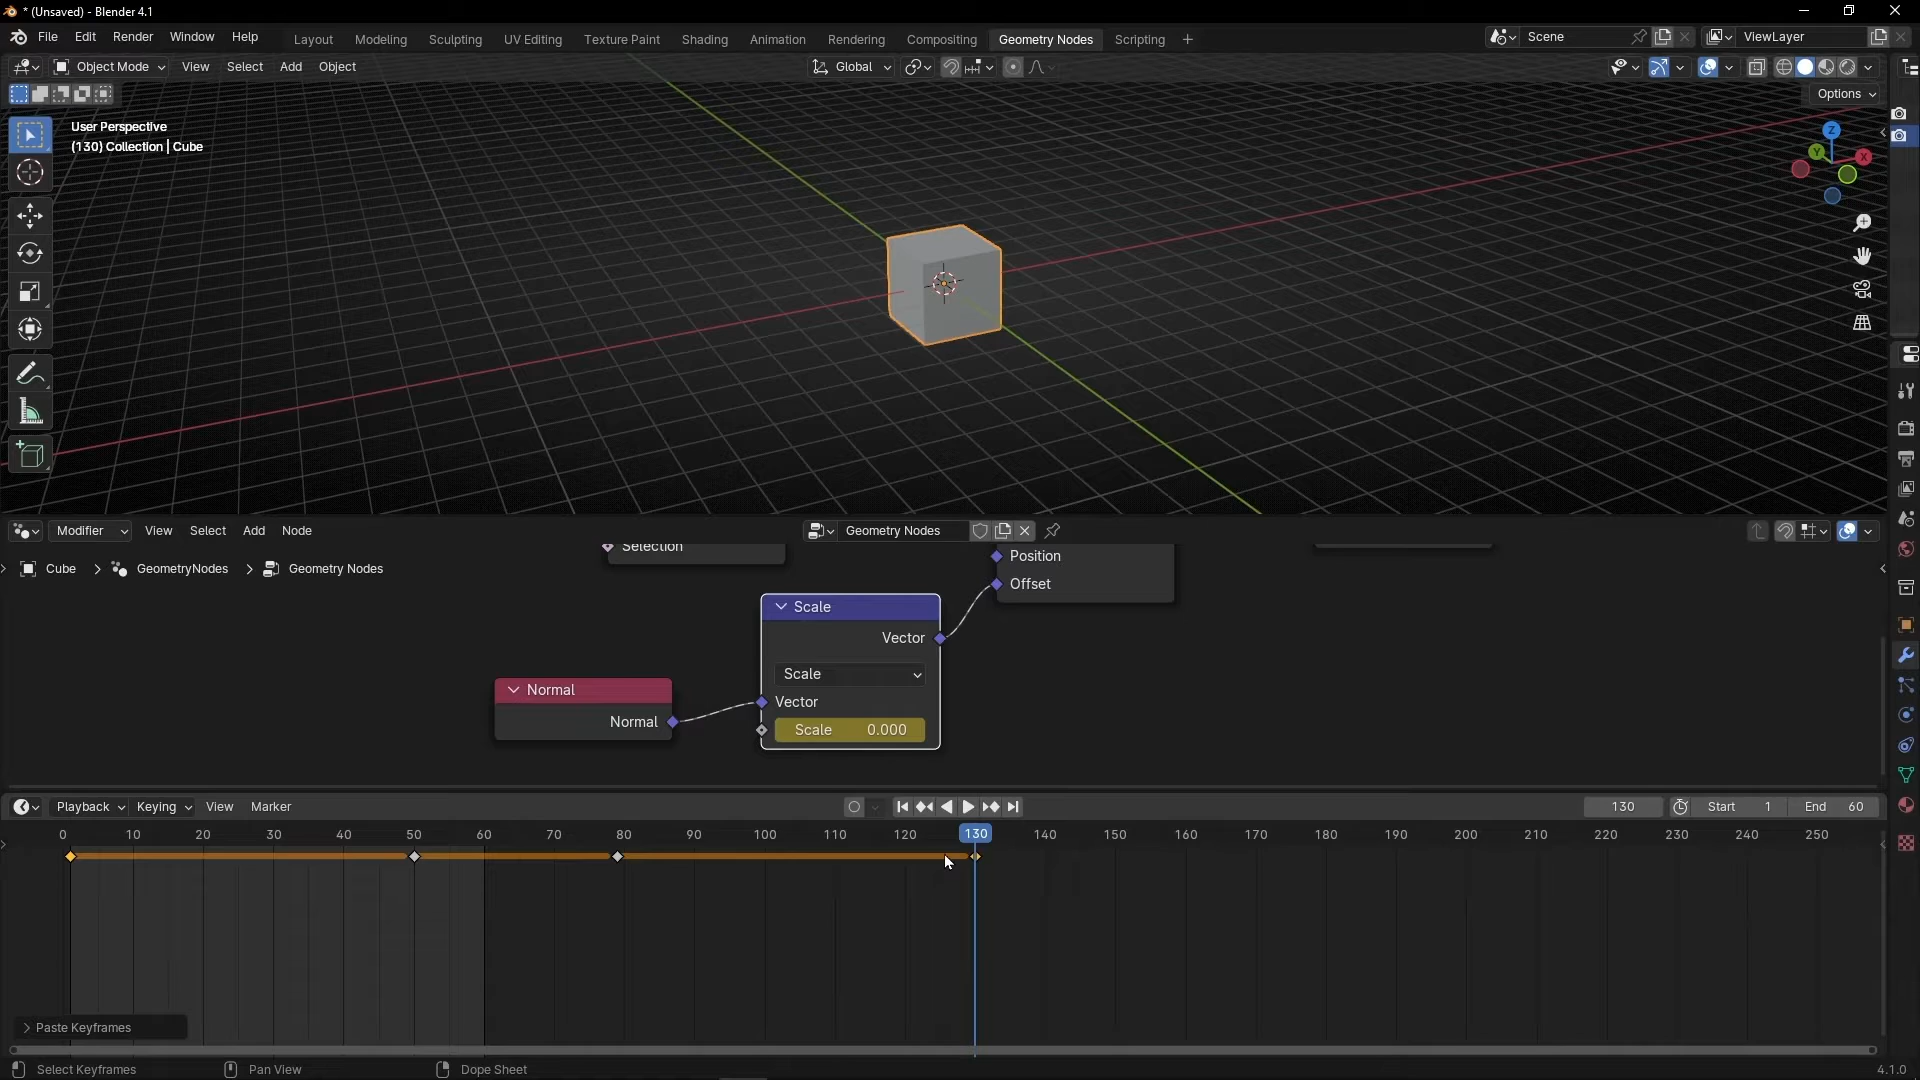 * (Unsaved) - Blender 4.1
File Edit Render Window Help Layout Modeling Sculpting UV Editing Texture Paint Shading Animation Rendering Compositing Geometry Nodes Scripting + Scene ViewLayer
Object Mode View Select Add Object Global
Options
User Perspective
(130) Collection | Cube
Z
Y
X
Modifier View Select Add Node Geometry Nodes
Selection
Position
Cube > GeometryNodes > Geometry Nodes
Offset
Scale
Vector
Scale
Normal
Vector
Normal
Scale 0.000
Playback Keying View Marker 130 Start 1 End 60
0 10 20 30 40 50 60 70 80 90 100 110 120 130 140 150 160 170 180 190 200 210 220 230 240 250
Paste Keyframes
Select Keyframes Pan View Dope Sheet 4.1.0